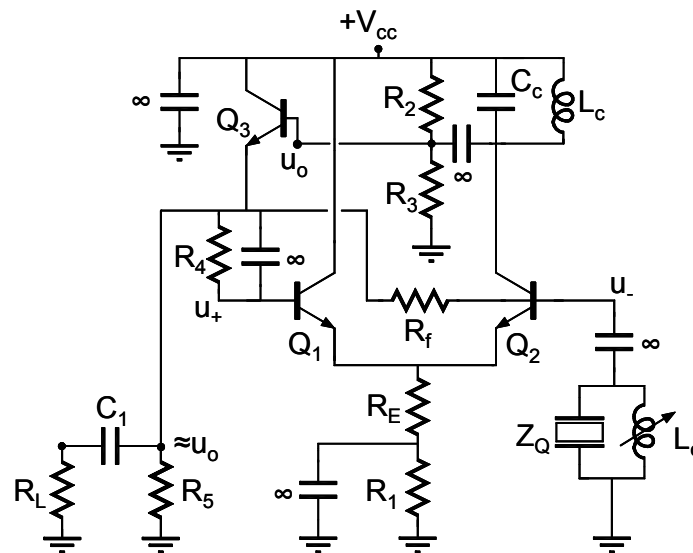 +Vcc
Cc
Lc
R2
∞
Q3
uo
∞
R3
R4
∞
u+
Rf
u-
Q1
Q2
∞
RE
C1
≈uo
ZQ
RL
R5
∞
R1